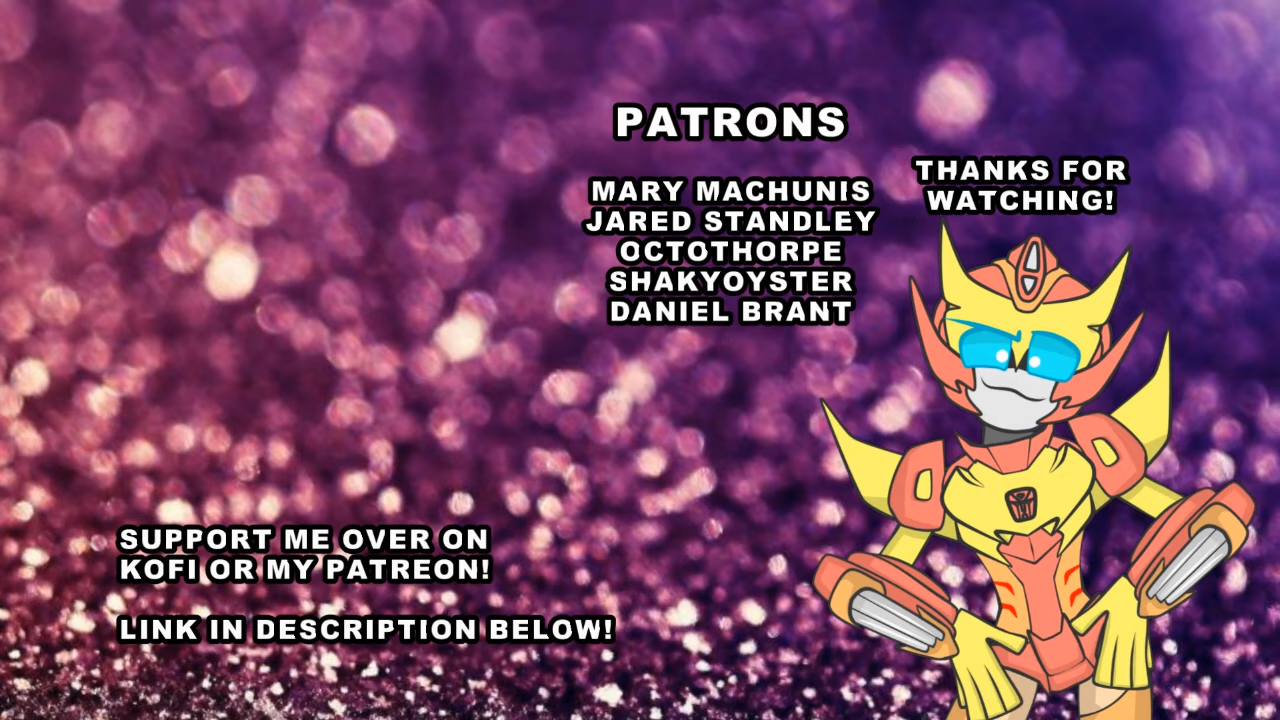 PATRONS
MARY MACHUNIS
JARED STANDLEY
OCTOTHORPE
SHAKYOYSTER
DANIEL BRANT
THANKS FOR
WATCHING!
SUPPORT ME OVER ON
KOFI OR MY PATREON!
LINK IN DESCRIPTION BELOW!